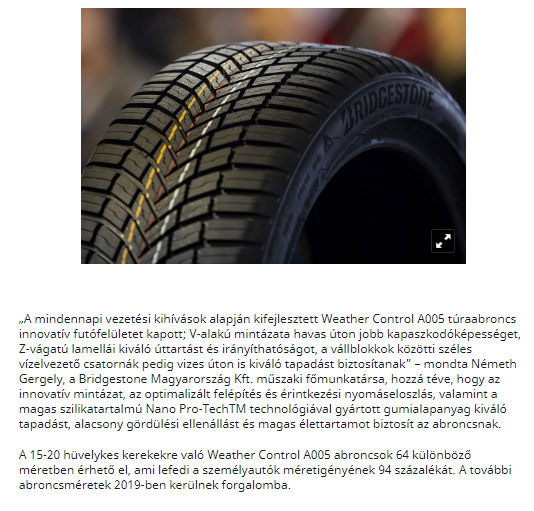 BRIDGESTONE
„A mindennapi vezetési kihívások alapján kifejlesztett Weather Control A005 túraabroncs
innovatív futófelületet kapott; V-alakú mintázata havas úton jobb kapaszkodóképességet,
Z-vágatú lamellái kiváló úttartást és irányíthatóságot, a vállblokkok közötti széles
vízelvezető csatornák pedig vizes úton is kiváló tapadást biztosítanak” – mondta Németh
Gergely, a Bridgestone Magyarország Kft. műszaki főmunkatársa, hozzá téve, hogy az
innovatív mintázat, az optimalizált felépítés és érintkezési nyomáseloszlás, valamint a
magas szilikatartalmú Nano Pro-TechTM technológiával gyártott gumialapanyag kiváló
tapadást, alacsony gördülési ellenállást és magas élettartamot biztosít az abroncsnak.
A 15-20 hüvelykes kerekekre való Weather Control A005 abroncsok 64 különböző
méretben érhető el, ami lefedi a személyautók méretigényének 94 százalékát. A további
abroncsméretek 2019-ben kerülnek forgalomba.